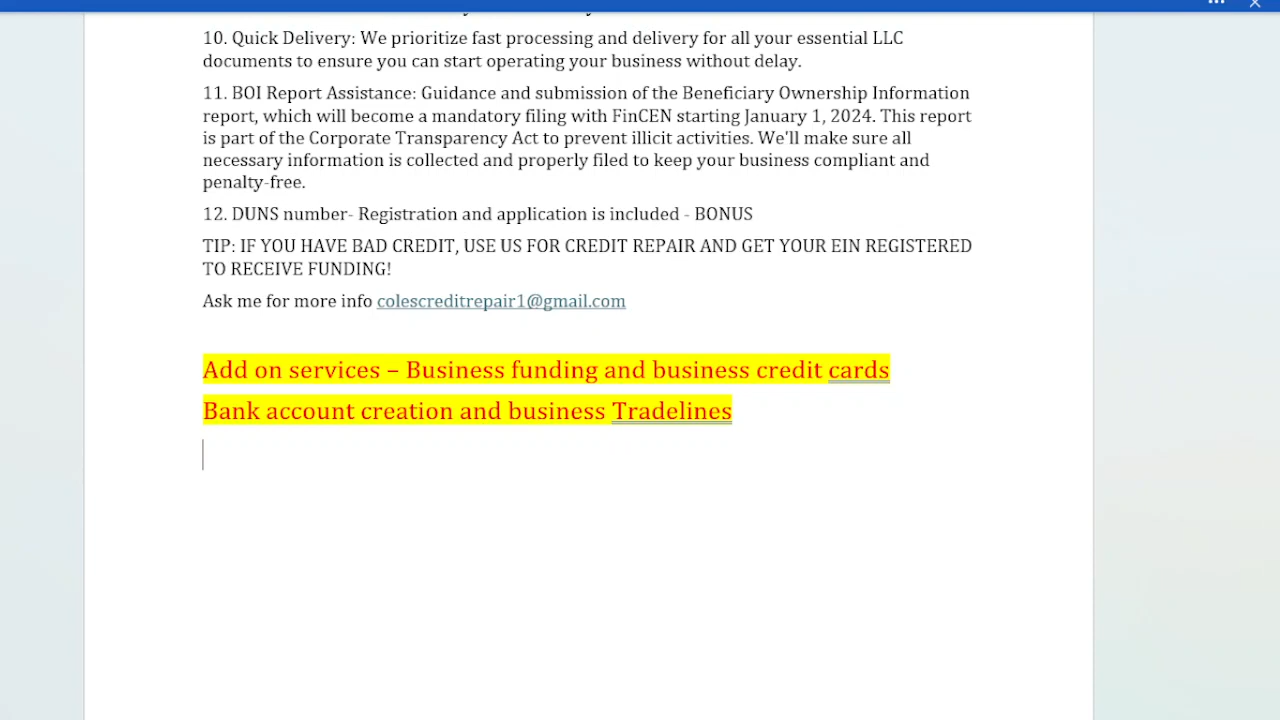 10. Quick Delivery: We prioritize fast processing and delivery for all your essential LLC
documents to ensure you can start operating your business without delay.
11. BOI Report Assistance: Guidance and submission of the Beneficiary Ownership Information
report, which will become a mandatory filing with FinCEN starting January 1, 2024. This report
is part of the Corporate Transparency Act to prevent illicit activities. We'll make sure all
necessary information is collected and properly filed to keep your business compliant and
penalty-free.
12. DUNS number- Registration and application is included - BONUS
TIP: IF YOU HAVE BAD CREDIT, USE US FOR CREDIT REPAIR AND GET YOUR EIN REGISTERED
TO RECEIVE FUNDING!
Ask me for more info colescreditrepair1@gmail.com
Add on services – Business funding and business credit cards
Bank account creation and business Tradelines